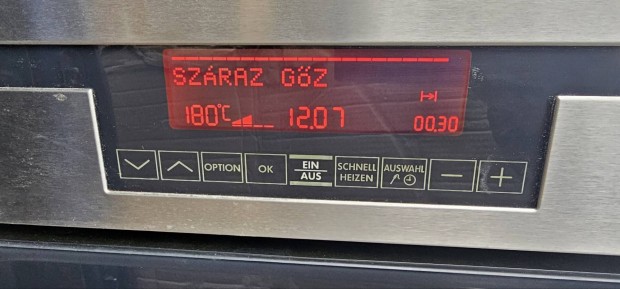 SZÁRAZ GŐZ
180°C 12.07 00.30
OPTION OK EIN AUS SCHNELL HEIZEN AUSWAHL